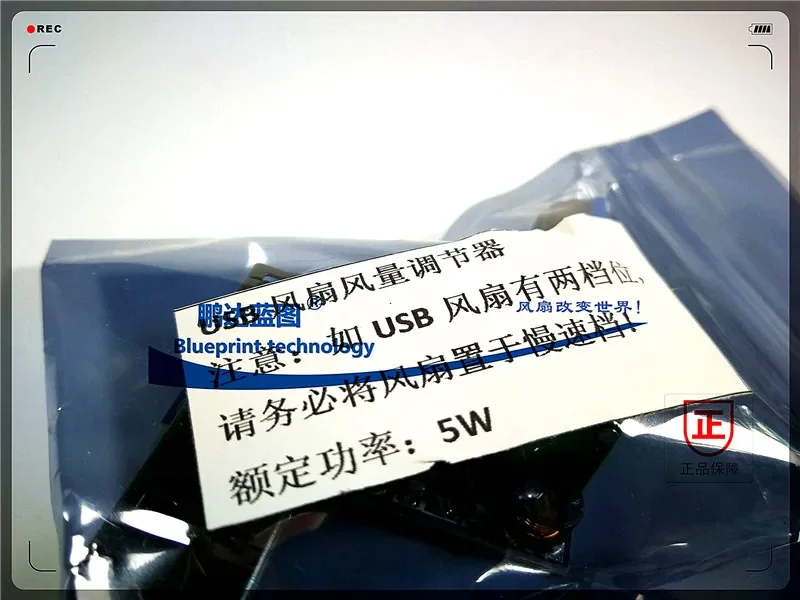 REC
USB 风扇风量调节器
鹏达蓝图®
风扇改变世界！
注意：如 USB 风扇有两档位，
Blueprint technology
请务必将风扇置于慢速档！
额定功率：5W
正
正品保障